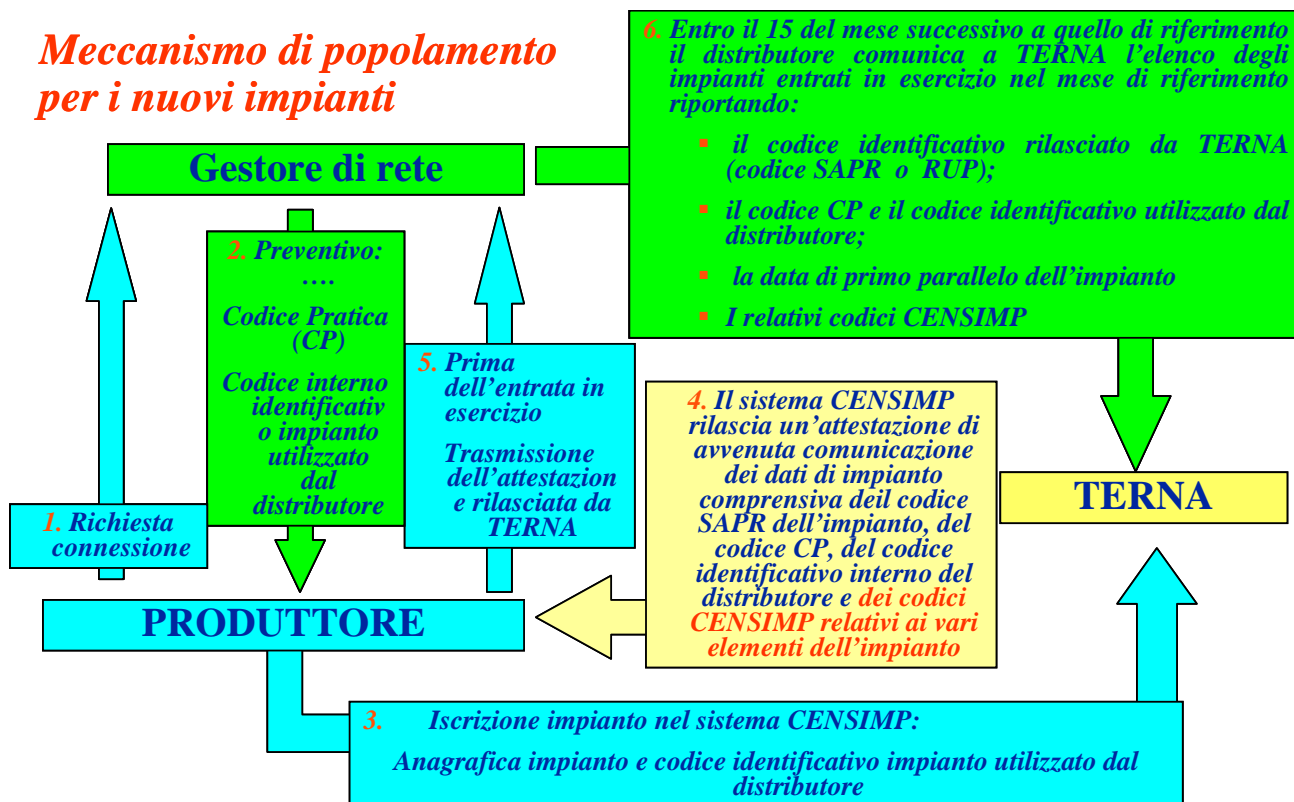 Meccanismo di popolamento
per i nuovi impianti
6. Entro il 15 del mese successivo a quello di riferimento
il distributore comunica a TERNA l’elenco degli
impianti entrati in esercizio nel mese di riferimento
riportando:
▪ il codice identificativo rilasciato da TERNA
(codice SAPR o RUP);
▪ il codice CP e il codice identificativo utilizzato dal
distributore;
▪ la data di primo parallelo dell’impianto
▪ I relativi codici CENSIMP
Gestore di rete
2. Preventivo:
….
Codice Pratica
(CP)
Codice interno
identificativ
o impianto
utilizzato
dal
distributore
5. Prima
dell’entrata in
esercizio
Trasmissione
dell’attestazion
e rilasciata da
TERNA
1. Richiesta
connessione
4. Il sistema CENSIMP
rilascia un’attestazione di
avvenuta comunicazione
dei dati di impianto
comprensiva deil codice
SAPR dell’impianto, del
codice CP, del codice
identificativo interno del
distributore e dei codici
CENSIMP relativi ai vari
elementi dell’impianto
TERNA
PRODUTTORE
3. Iscrizione impianto nel sistema CENSIMP:
Anagrafica impianto e codice identificativo impianto utilizzato dal
distributore